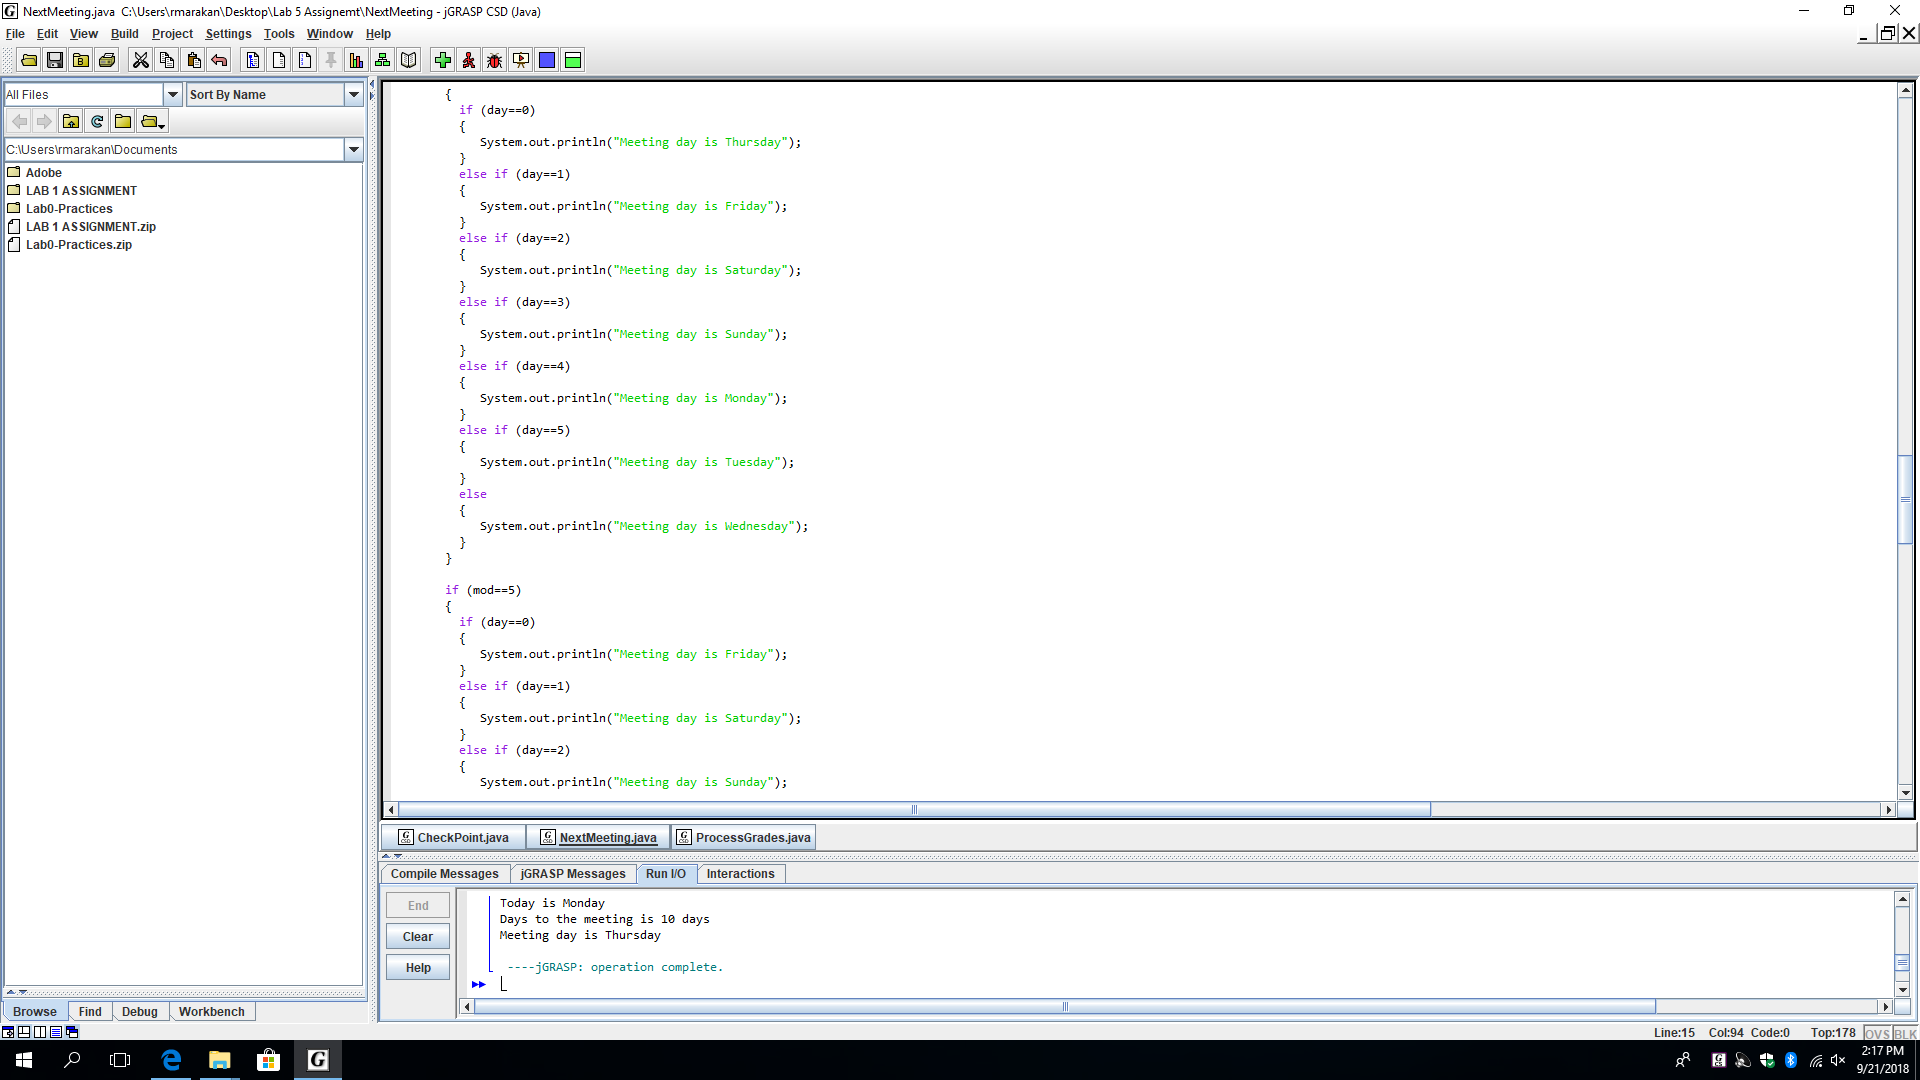 NextMeeting.java  C:\Users\rmarakan\Desktop\Lab 5 Assignemt\NextMeeting - jGRASP CSD (Java)
File Edit View Build Project Settings Tools Window Help
All Files
Sort By Name
C:\Users\rmarakan\Documents
Adobe
LAB 1 ASSIGNMENT
Lab0-Practices
LAB 1 ASSIGNMENT.zip
Lab0-Practices.zip
Browse Find Debug Workbench
{
if (day==0)
{
System.out.println("Meeting day is Thursday");
}
else if (day==1)
{
System.out.println("Meeting day is Friday");
}
else if (day==2)
{
System.out.println("Meeting day is Saturday");
}
else if (day==3)
{
System.out.println("Meeting day is Sunday");
}
else if (day==4)
{
System.out.println("Meeting day is Monday");
}
else if (day==5)
{
System.out.println("Meeting day is Tuesday");
}
else
{
System.out.println("Meeting day is Wednesday");
}
}
if (mod==5)
{
if (day==0)
{
System.out.println("Meeting day is Friday");
}
else if (day==1)
{
System.out.println("Meeting day is Saturday");
}
else if (day==2)
{
System.out.println("Meeting day is Sunday");
CheckPoint.java NextMeeting.java ProcessGrades.java
Compile Messages jGRASP Messages Run I/O Interactions
End
Clear
Help
Today is Monday
Days to the meeting is 10 days
Meeting day is Thursday
----jGRASP: operation complete.
Line:15 Col:94 Code:0 Top:178 OVS BLK
2:17 PM
9/21/2018